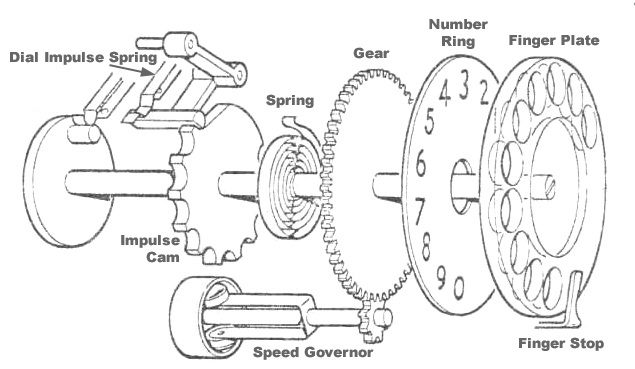 Dial Impulse Spring
Gear
Number
Ring
Finger Plate
Spring
3
4
2
5
6
7
8
9
0
Impulse
Cam
Speed Governor
Finger Stop